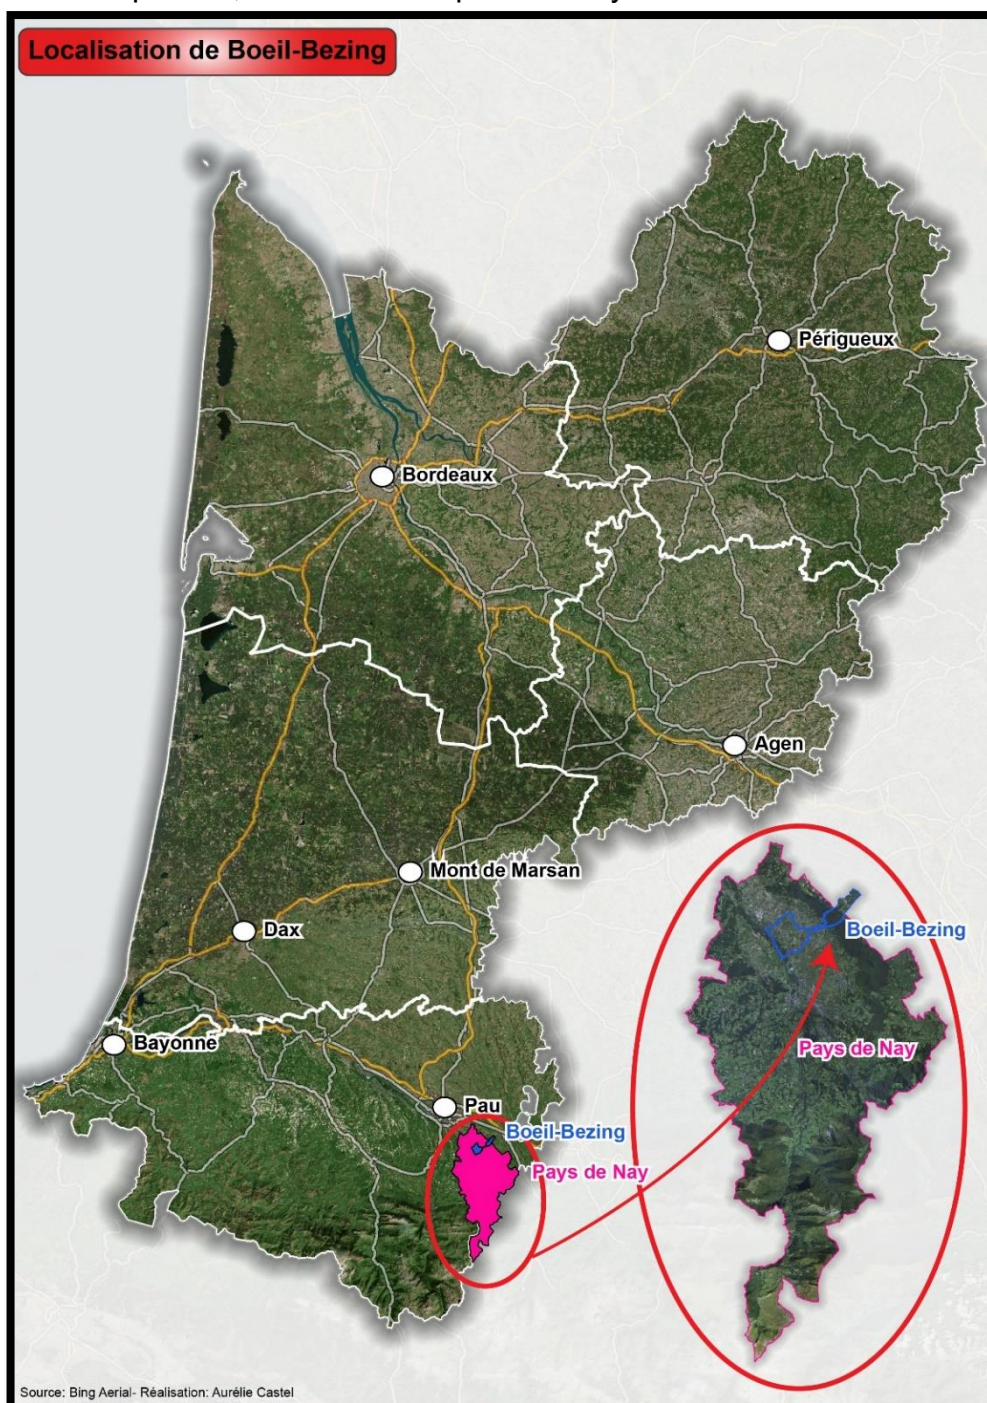 Localisation de Boeil-Bezing
Périgueux
Bordeaux
Agen
Mont de Marsan
Dax
Boeil-Bezing
Bayonne
Pays de Nay
Pau
Boeil-Bezing
Pays de Nay
Source: Bing Aerial- Réalisation: Aurélie Castel